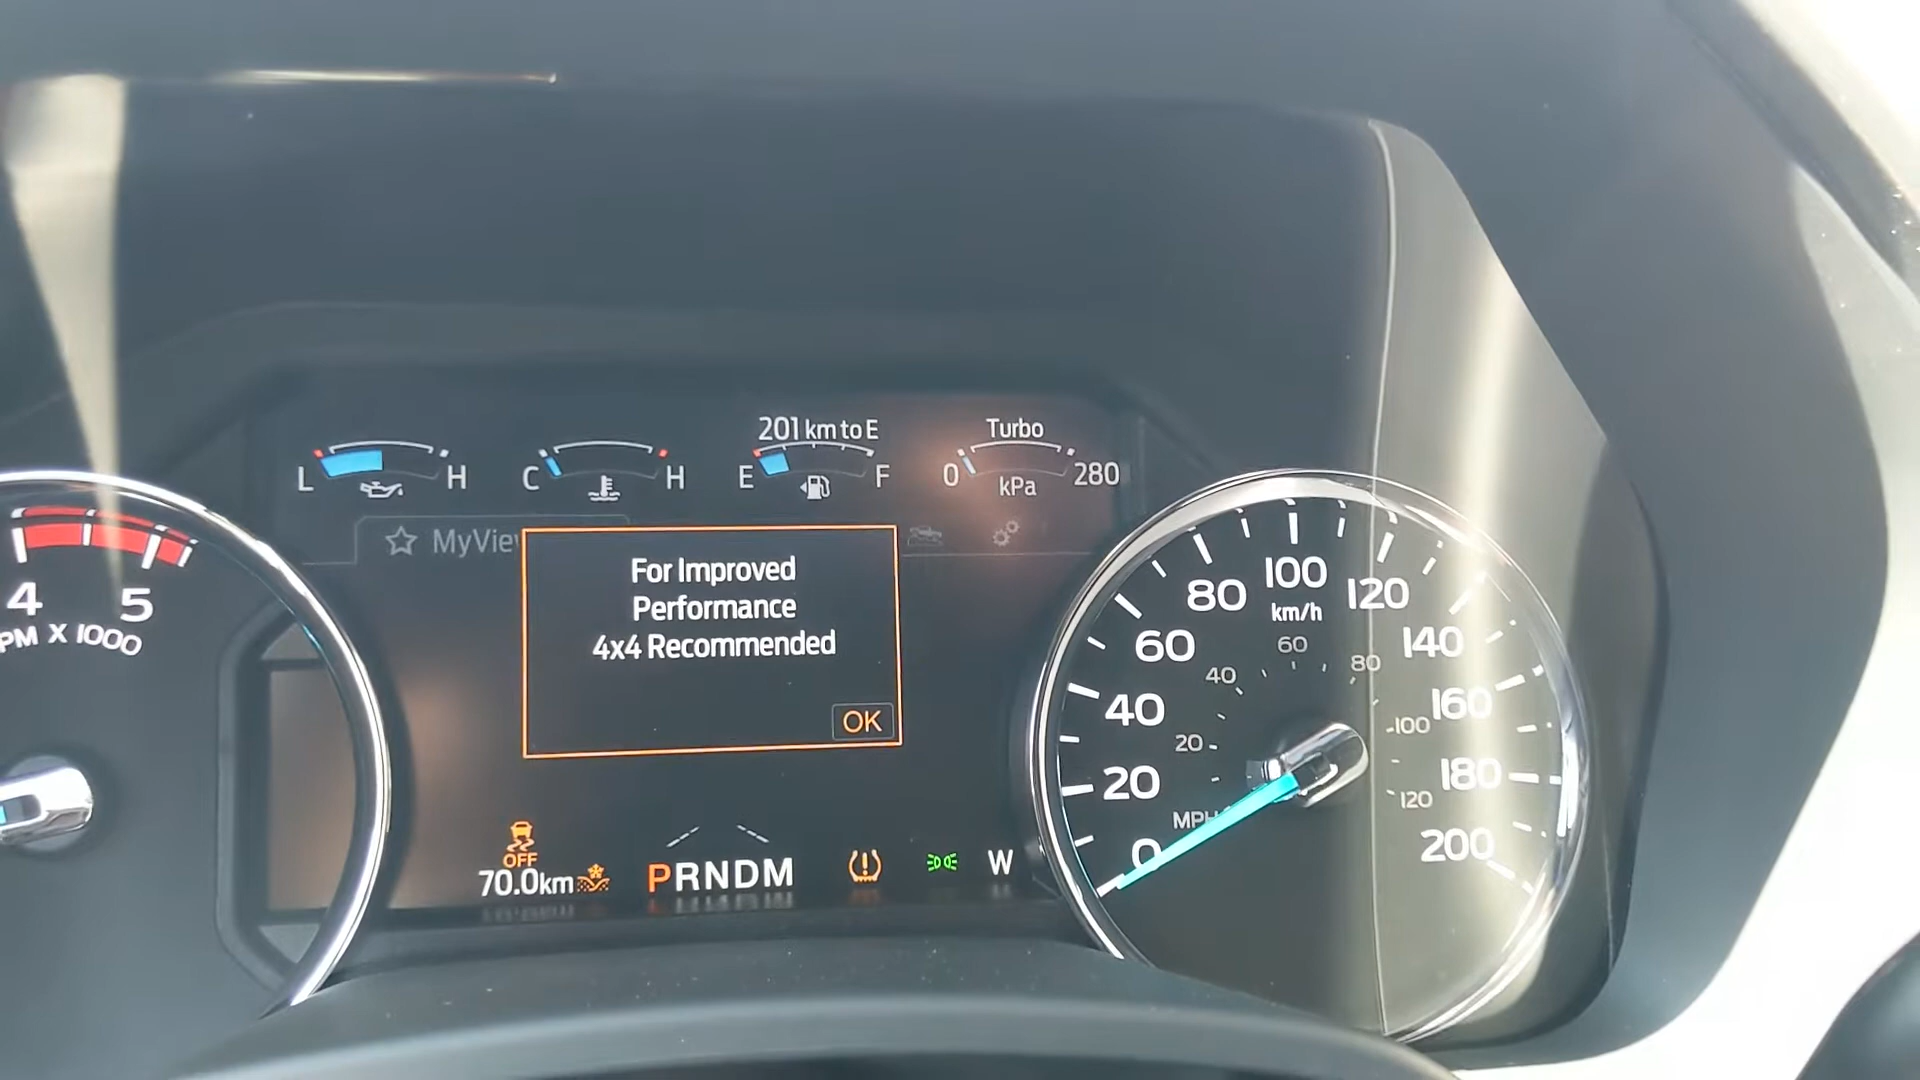 201 km to E
Turbo
L H
C H
E F
0 280
kPa
MyView
For Improved
Performance
4x4 Recommended
OK
4 5
PM X 1000
0 20 40 60 80 100 120 140 160 180 200
km/h
20 40 60 80 100 120
MPH
OFF
70.0km
PRNDM
W